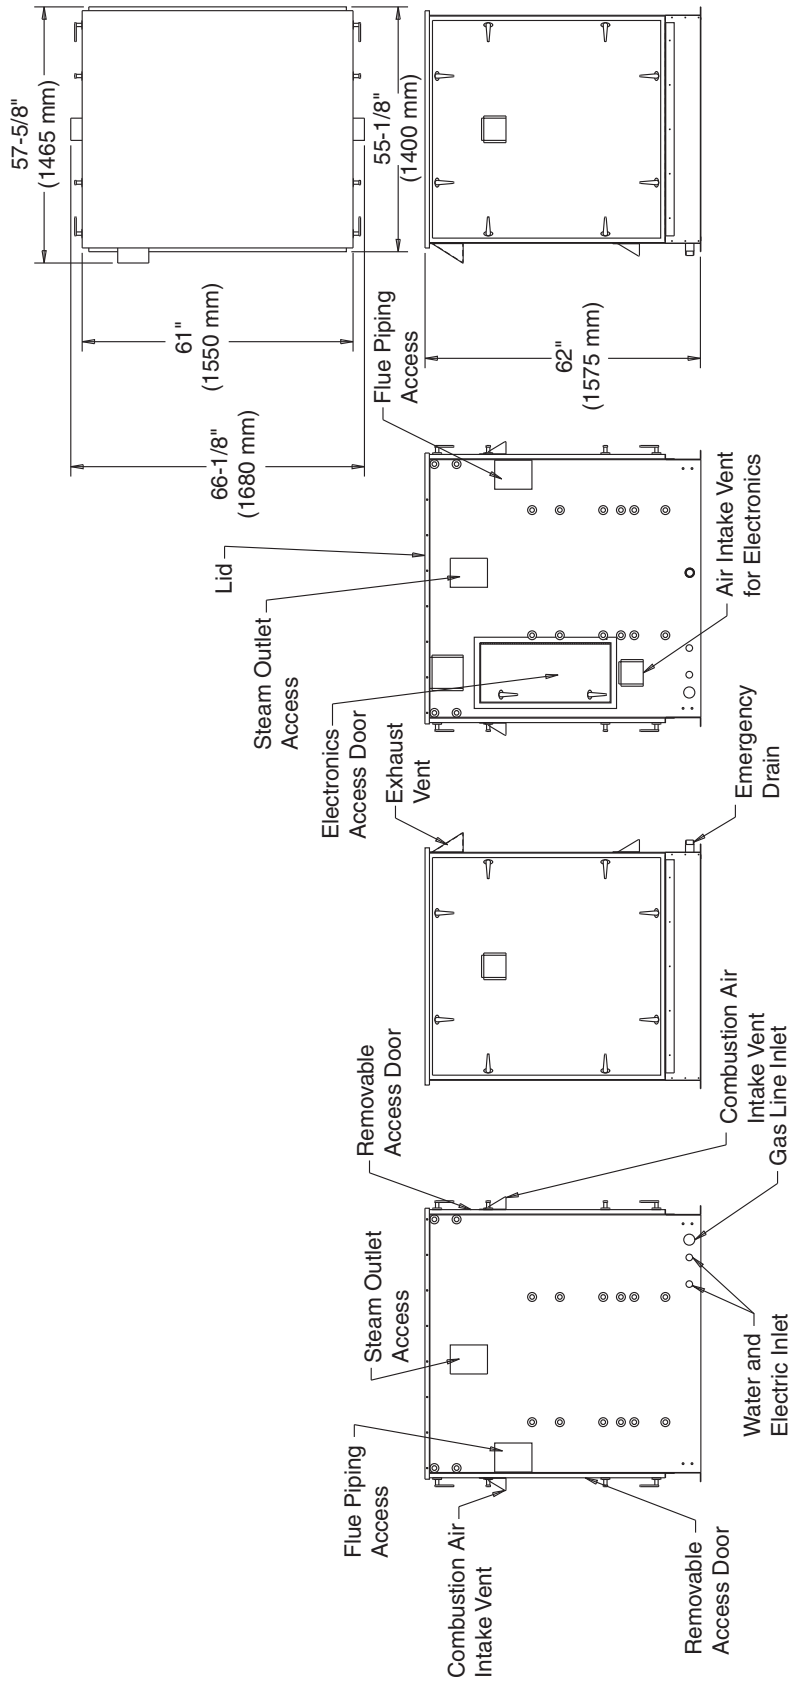 57-5/8"
(1465 mm)
55-1/8"
(1400 mm)
61"
(1550 mm)
66-1/8"
(1680 mm)
62"
(1575 mm)
Flue Piping
Access
Lid
Steam Outlet
Access
Electronics
Access Door
Exhaust
Vent
Air Intake Vent
for Electronics
Emergency
Drain
Removable
Access Door
Combustion Air
Intake Vent
Gas Line Inlet
Steam Outlet
Access
Water and
Electric Inlet
Flue Piping
Access
Combustion Air
Intake Vent
Removable
Access Door